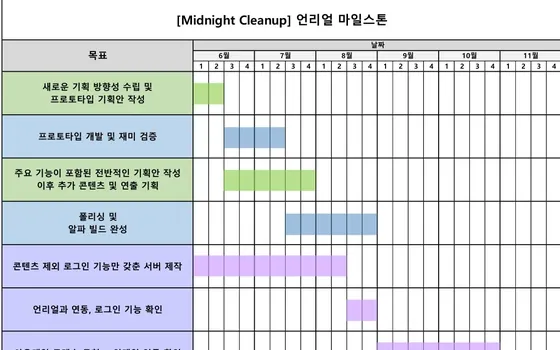 [Midnight Cleanup] 언리얼 마일스톤
목표
날짜
6월 7월 8월 9월 10월 11월
1 2 3 4 1 2 3 4 1 2 3 4 1 2 3 4 1 2 3 4 1 2 3 4
새로운 기획 방향성 수립 및
프로토타입 기획안 작성
프로토타입 개발 및 재미 검증
주요 기능이 포함된 전반적인 기획안 작성
이후 추가 콘텐츠 및 연출 기획
폴리싱 및
알파 빌드 완성
콘텐츠 제외 로그인 기능만 갖춘 서버 제작
언리얼과 연동, 로그인 기능 확인